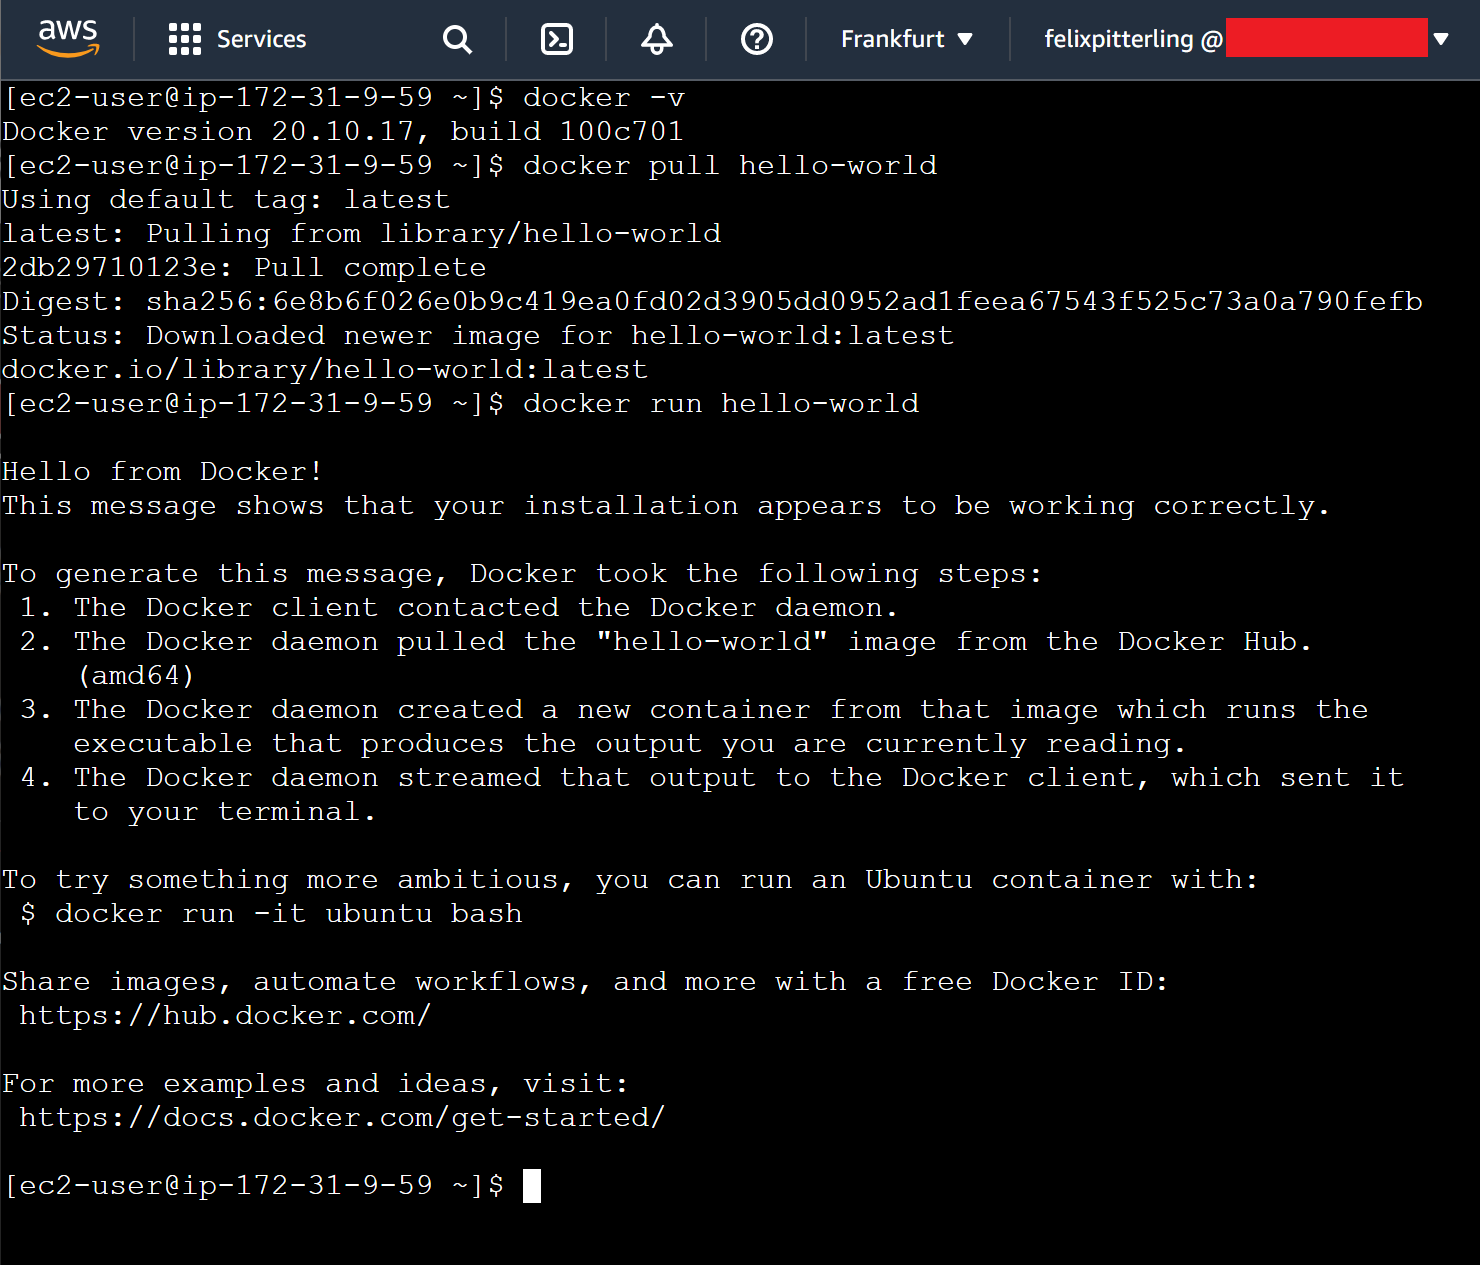 aws Services Frankfurt felixpitterling @
[ec2-user@ip-172-31-9-59 ~]$ docker -v
Docker version 20.10.17, build 100c701
[ec2-user@ip-172-31-9-59 ~]$ docker pull hello-world
Using default tag: latest
latest: Pulling from library/hello-world
2db29710123e: Pull complete
Digest: sha256:6e8b6f026e0b9c419ea0fd02d3905dd0952ad1feea67543f525c73a0a790fefb
Status: Downloaded newer image for hello-world:latest
docker.io/library/hello-world:latest
[ec2-user@ip-172-31-9-59 ~]$ docker run hello-world

Hello from Docker!
This message shows that your installation appears to be working correctly.

To generate this message, Docker took the following steps:
 1. The Docker client contacted the Docker daemon.
 2. The Docker daemon pulled the "hello-world" image from the Docker Hub.
    (amd64)
 3. The Docker daemon created a new container from that image which runs the
    executable that produces the output you are currently reading.
 4. The Docker daemon streamed that output to the Docker client, which sent it
    to your terminal.

To try something more ambitious, you can run an Ubuntu container with:
 $ docker run -it ubuntu bash

Share images, automate workflows, and more with a free Docker ID:
 https://hub.docker.com/

For more examples and ideas, visit:
 https://docs.docker.com/get-started/

[ec2-user@ip-172-31-9-59 ~]$